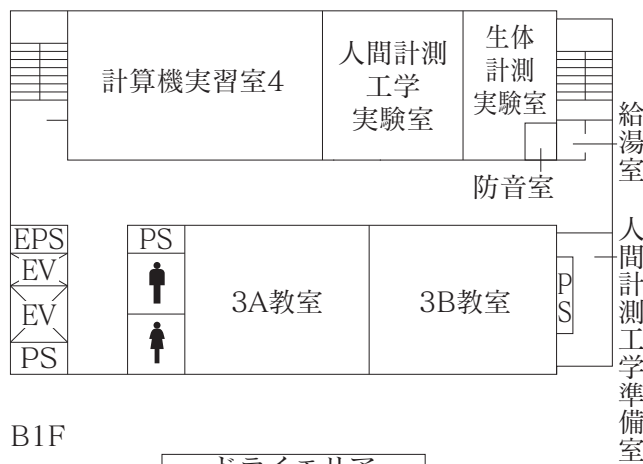 計算機実習室4
人間計測
工学
実験室
生体
計測
実験室
給湯室
防音室
EPS
EV
EV
PS
PS
3A教室
3B教室
PS
人間計測工学準備室
B1F
ドライエリア